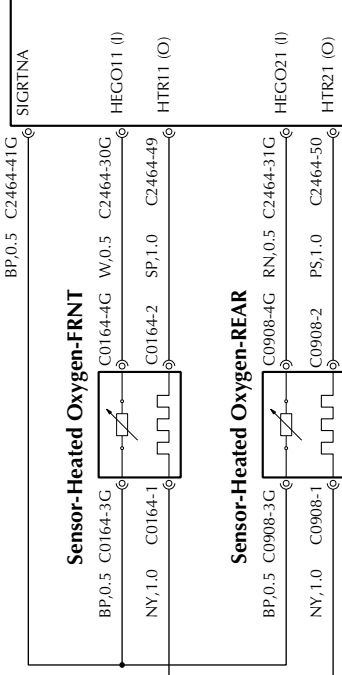 BP,0.5 C2464-41G
SIGRTNA
Sensor-Heated Oxygen-FRNT
BP,0.5 C0164-3G C0164-4G W,0.5 C2464-30G HEGO11 (I)
NY,1.0 C0164-1 C0164-2 SP,1.0 C2464-49 HTR11 (O)
Sensor-Heated Oxygen-REAR
BP,0.5 C0908-3G C0908-4G RN,0.5 C2464-31G HEGO21 (I)
NY,1.0 C0908-1 C0908-2 PS,1.0 C2464-50 HTR21 (O)